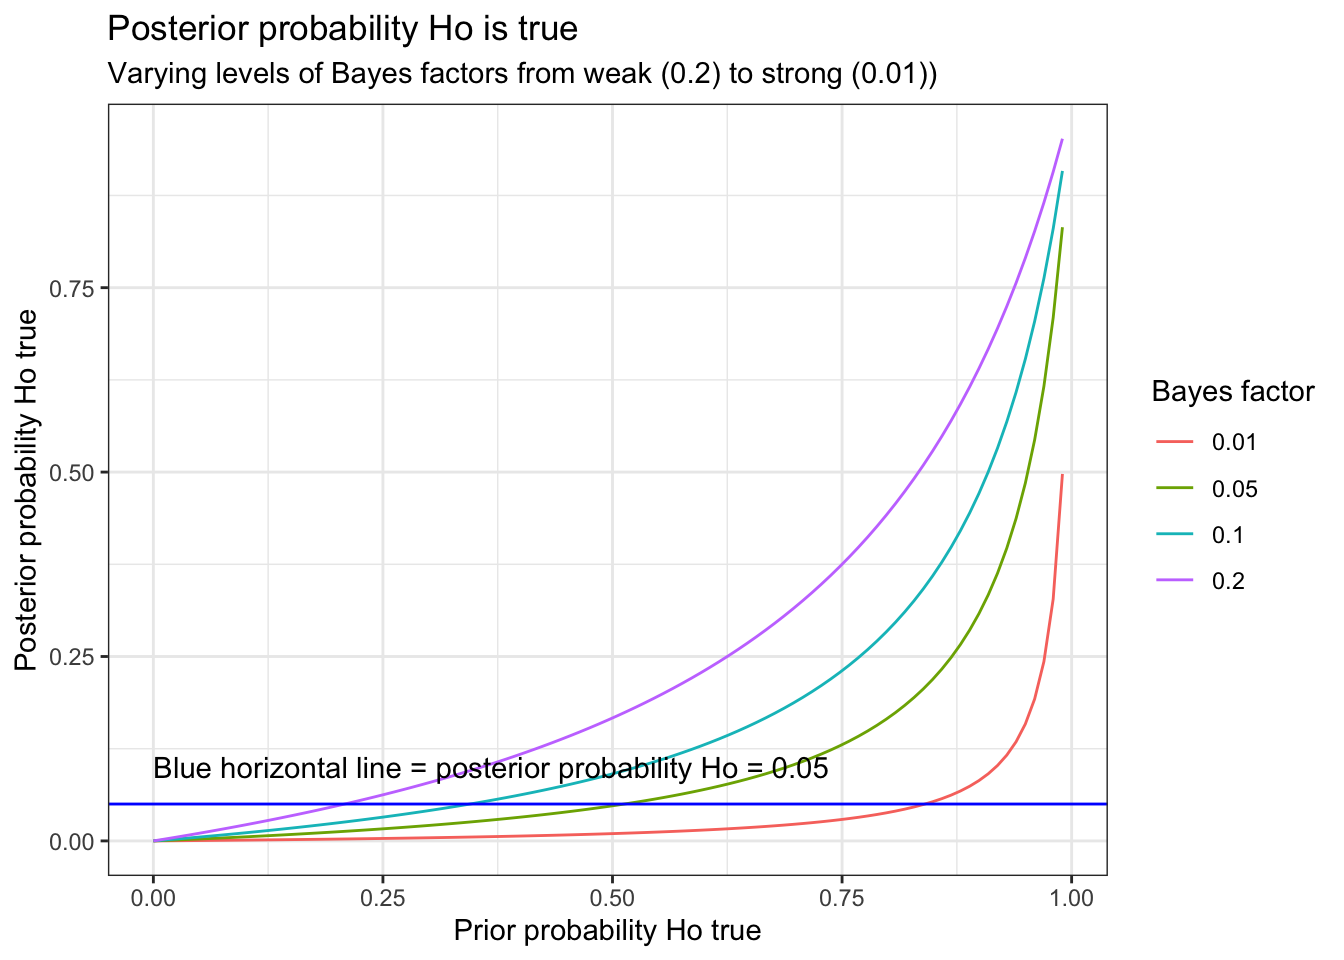 Posterior probability Ho is true
Varying levels of Bayes factors from weak (0.2) to strong (0.01))
Posterior probability Ho true
0.75
0.50
0.25
0.00
Blue horizontal line = posterior probability Ho = 0.05
0.00
0.25
0.50
0.75
1.00
Prior probability Ho true
Bayes factor
0.01
0.05
0.1
0.2